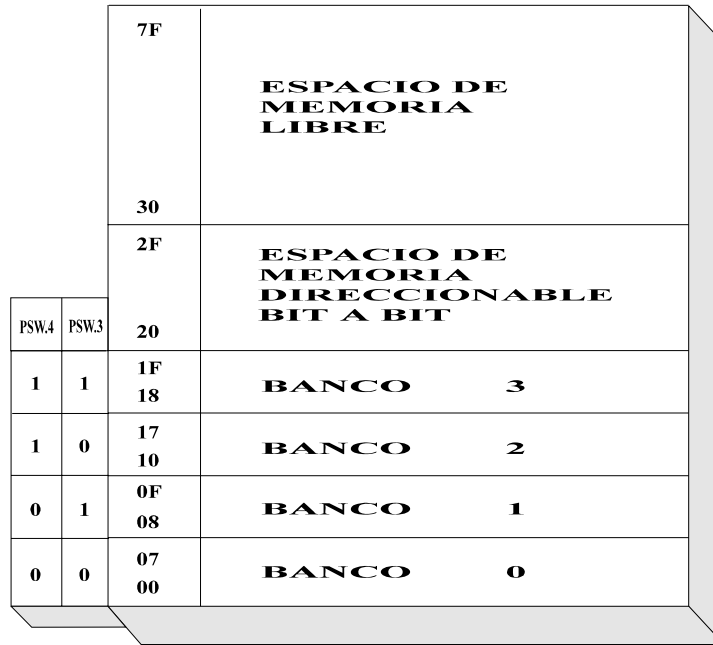 7F
ESPACIO DE
MEMORIA
LIBRE
30
2F
ESPACIO DE
MEMORIA
DIRECCIONABLE
BIT A BIT
20
PSW.4 PSW.3
1 1 1F BANCO 3
18
1 0 17 BANCO 2
10
0 1 0F BANCO 1
08
0 0 07 BANCO 0
00